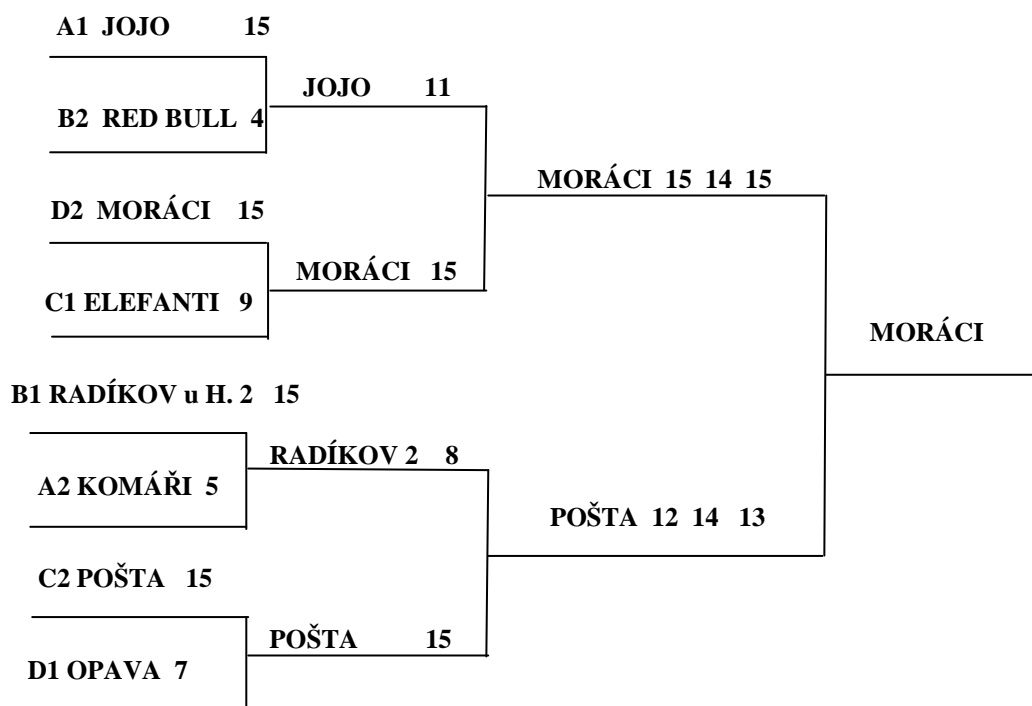 A1 JOJO 15
JOJO 11
B2 RED BULL 4
MORÁCI 15 14 15
D2 MORÁCI 15
MORÁCI 15
C1 ELEFANTI 9
MORÁCI
B1 RADÍKOV u H. 2 15
RADÍKOV 2 8
A2 KOMÁŘI 5
POŠTA 12 14 13
C2 POŠTA 15
POŠTA 15
D1 OPAVA 7